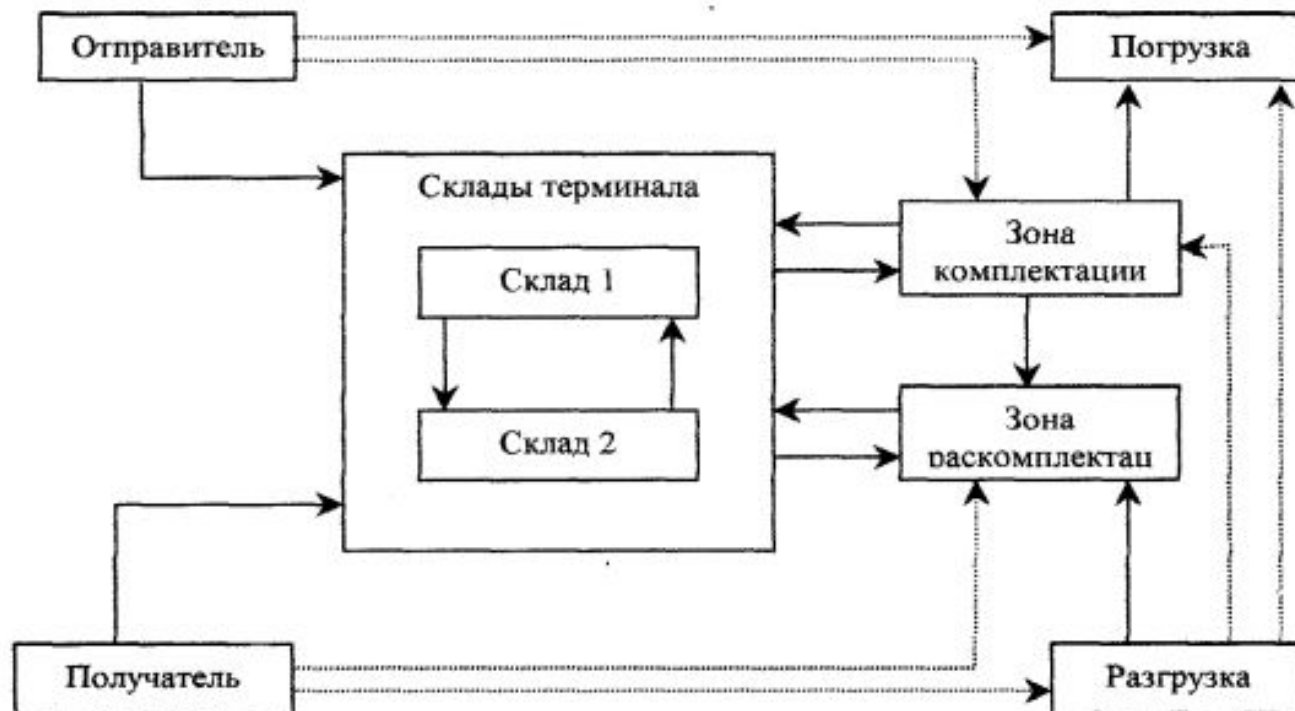 Отправитель
Погрузка
Склады терминала
Зона
комплектации
Склад 1
Зона
раскомплектац
Склад 2
Получатель
Разгрузка